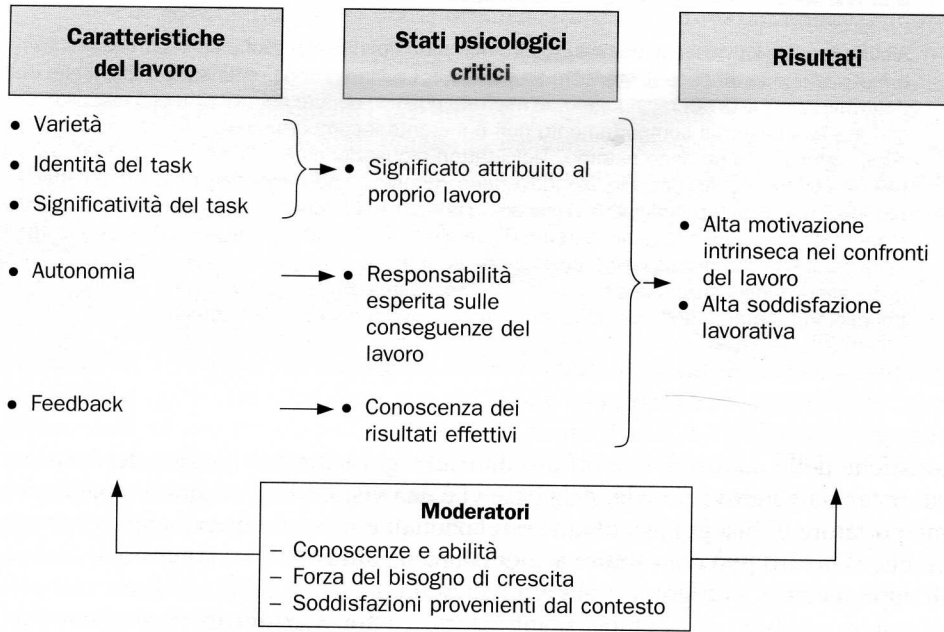 Caratteristiche
del lavoro
Stati psicologici
critici
Risultati
• Varietà
• Identità del task
• Significatività del task
• Significato attribuito al
proprio lavoro
• Autonomia
• Responsabilità
esperita sulle
conseguenze del
lavoro
• Feedback
• Conoscenza dei
risultati effettivi
• Alta motivazione
intrinseca nei confronti
del lavoro
• Alta soddisfazione
lavorativa
Moderatori
– Conoscenze e abilità
– Forza del bisogno di crescita
– Soddisfazioni provenienti dal contesto